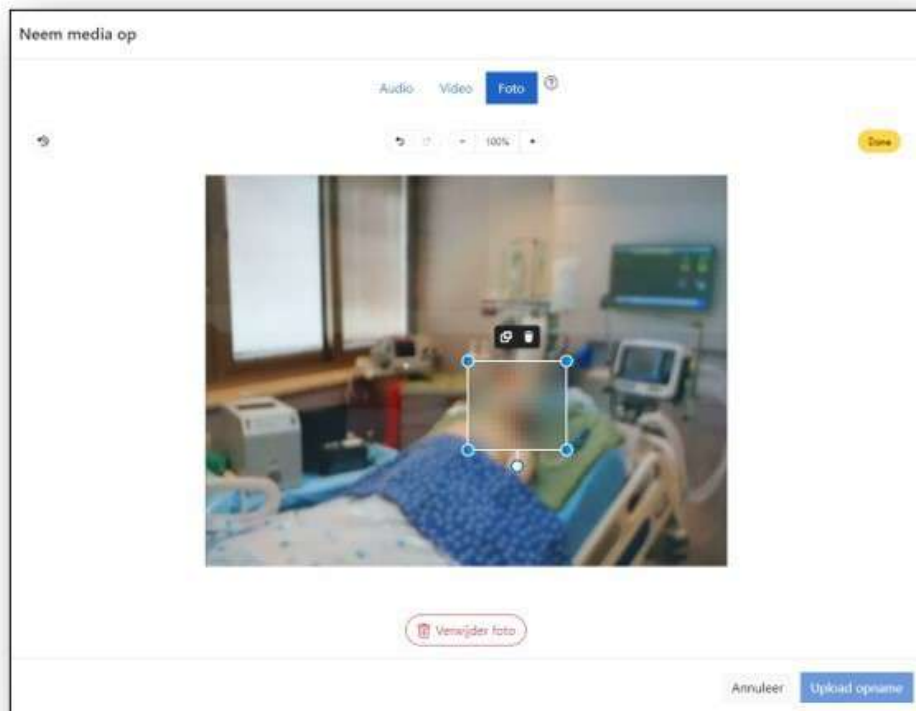 Neem media op
Audio Video Foto
100%
Done
Verwijder foto
Annuleer Upload opname